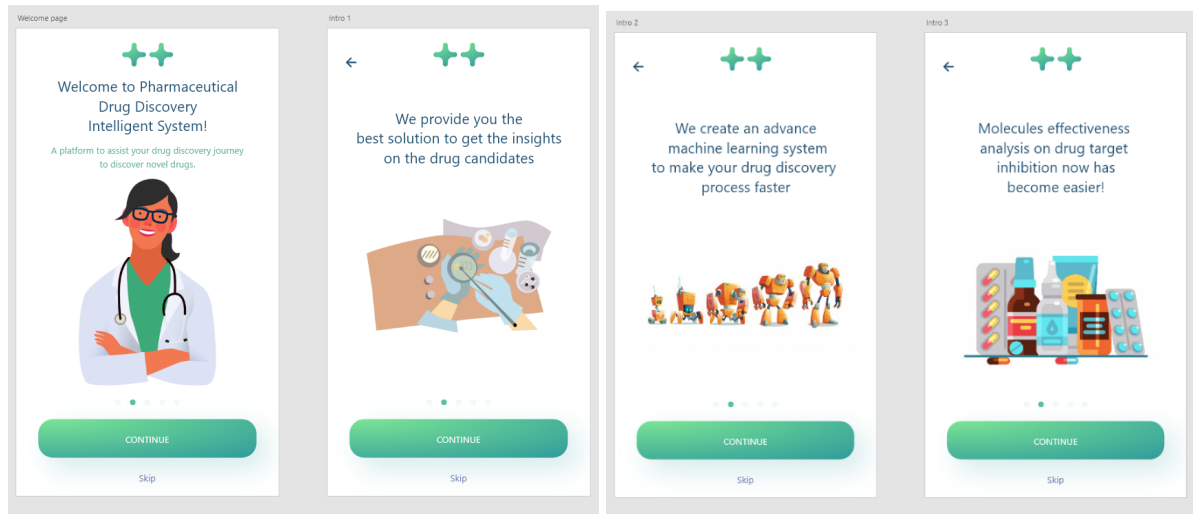 Welcome page
Welcome to Pharmaceutical
Drug Discovery
Intelligent System!
A platform to assist your drug discovery journey
to discover novel drugs.
CONTINUE
Skip
Intro 1
We provide you the
best solution to get the insights
on the drug candidates
CONTINUE
Skip
Intro 2
We create an advance
machine learning system
to make your drug discovery
process faster
CONTINUE
Skip
Intro 3
Molecules effectiveness
analysis on drug target
inhibition now has
become easier!
CONTINUE
Skip